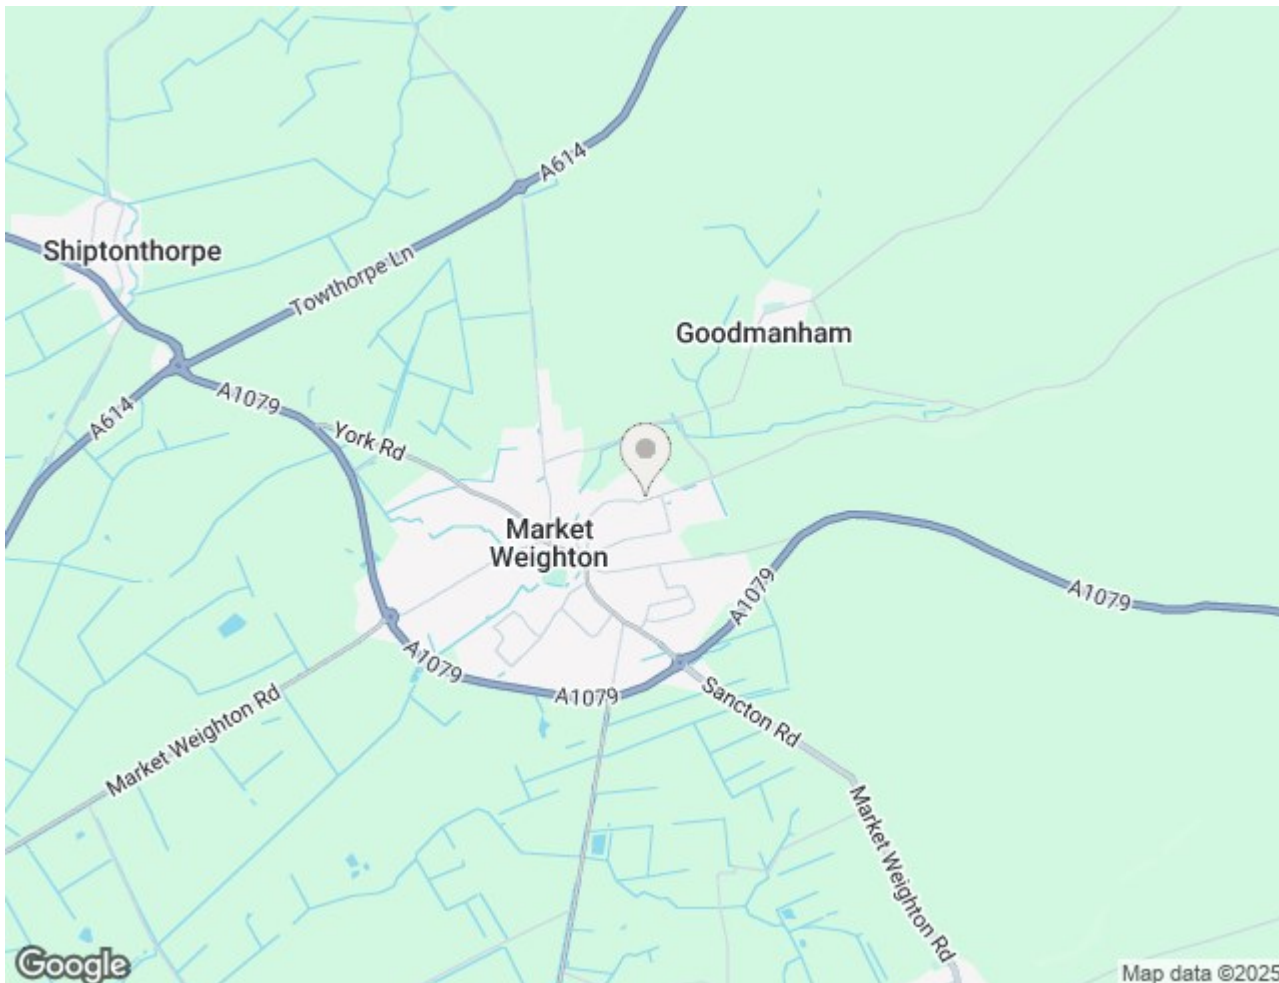 A614
Shiptonthorpe
Towthorpe Ln
Goodmanham
A1079
A614
York Rd
Market
Weighton
A1079
A1079
A1079
A1079
Sancton Rd
Market Weighton Rd
Market Weighton Rd
Google
Map data ©2025